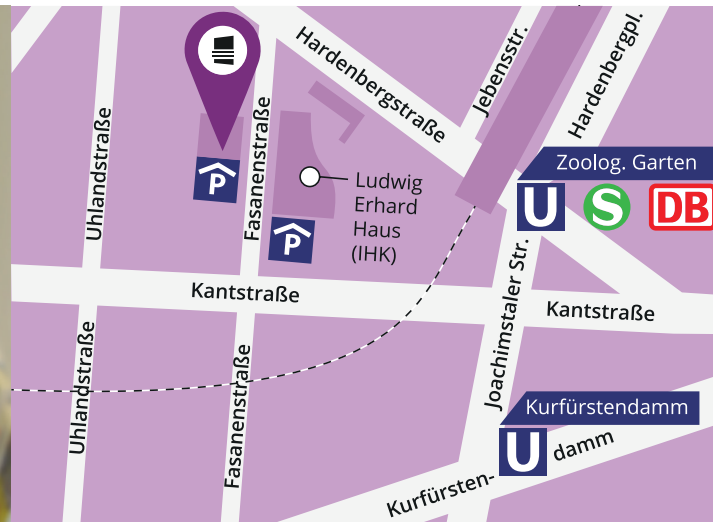 Hardenbergstraße
Jebensstr.
Hardenbergpl.
Uhlandstraße
Fasanenstraße
P
Zoolog. Garten
U
S
DB
Ludwig
Erhard
Haus
(IHK)
P
Kantstraße
Kantstraße
Joachimstaler Str.
Uhlandstraße
Fasanenstraße
Kurfürstendamm
U
Kurfürsten-
damm